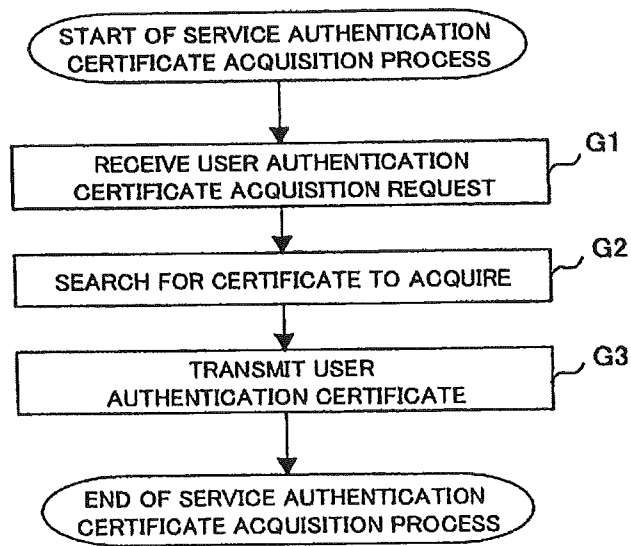 START OF SERVICE AUTHENTICATION
CERTIFICATE ACQUISITION PROCESS
RECEIVE USER AUTHENTICATION
CERTIFICATE ACQUISITION REQUEST
G1
SEARCH FOR CERTIFICATE TO ACQUIRE
G2
TRANSMIT USER
AUTHENTICATION CERTIFICATE
G3
END OF SERVICE AUTHENTICATION
CERTIFICATE ACQUISITION PROCESS